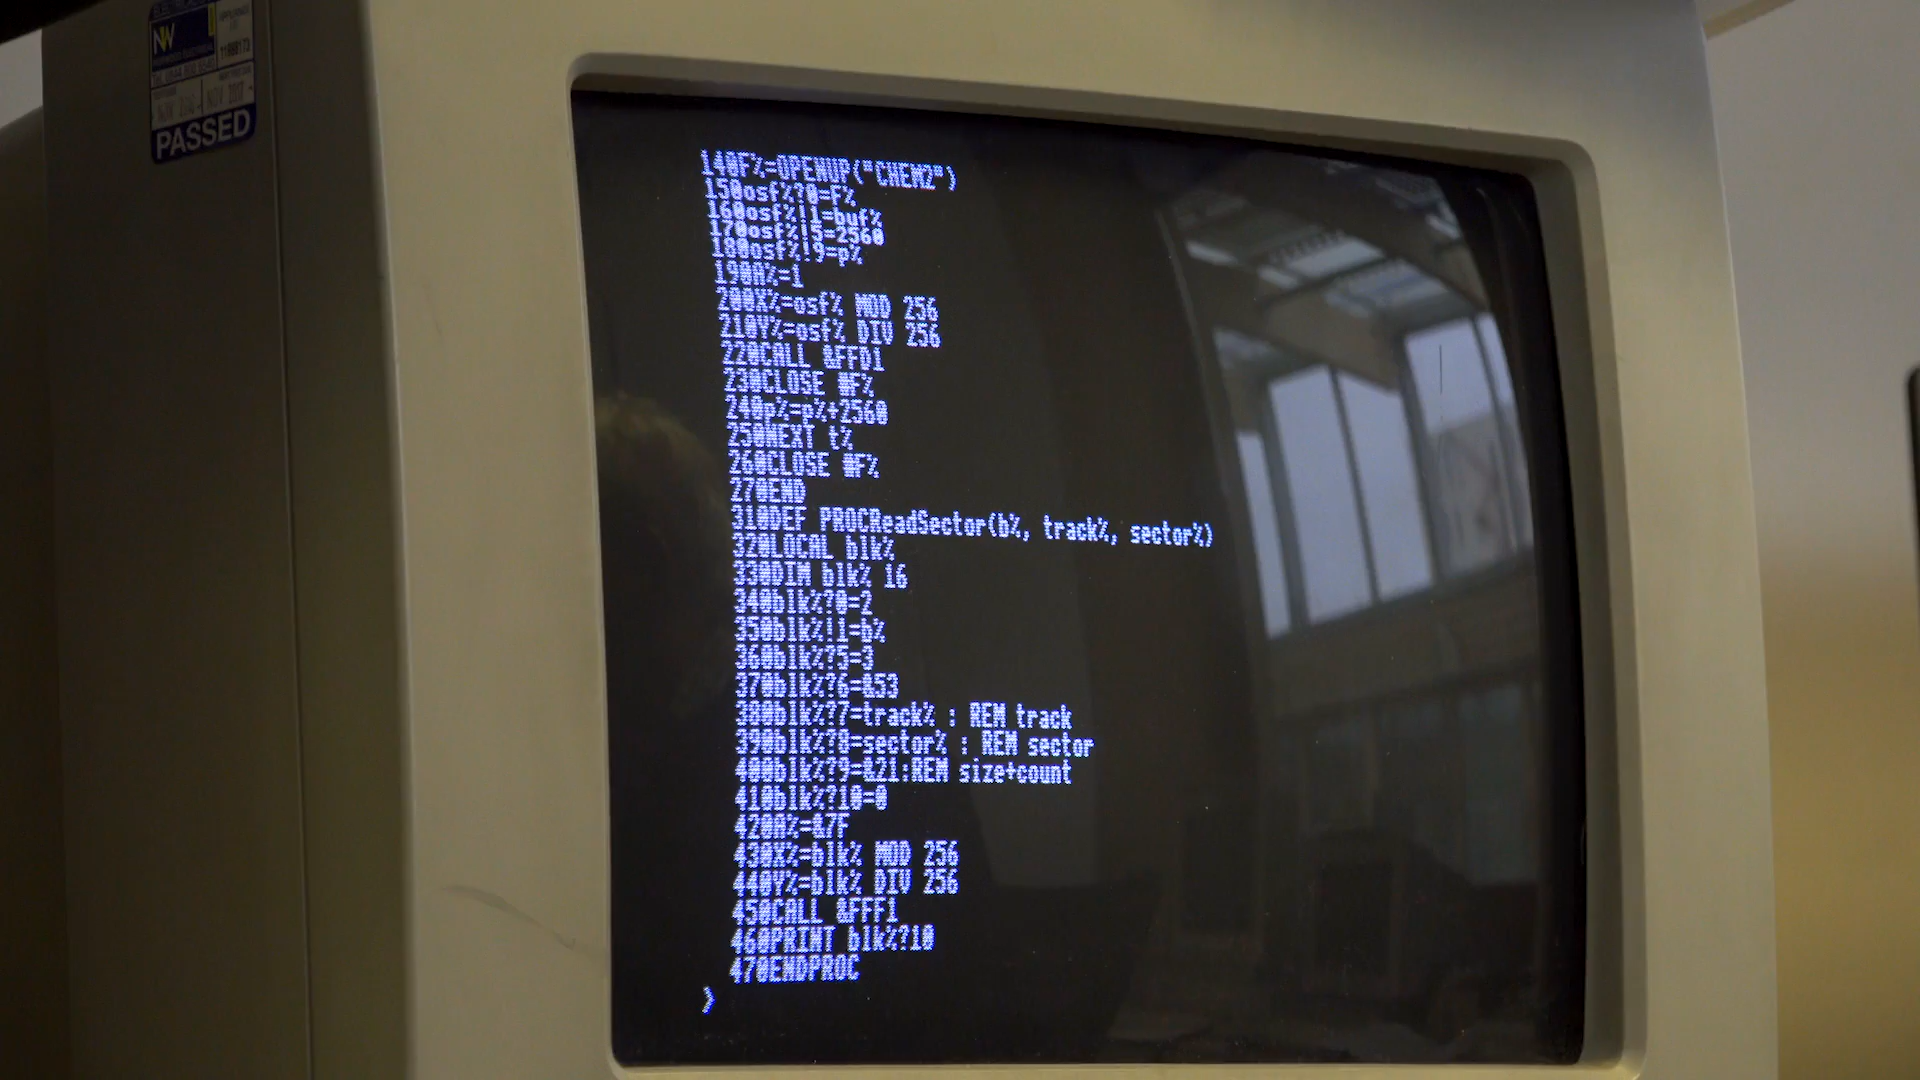 NW
PASSED
140F%=OPENUP("CHEM2")
150osf%?0=F%
160osf%!1=buf%
170osf%!5=2560
180osf%!9=p%
190A%=1
200X%=osf% MOD 256
210Y%=osf% DIV 256
220CALL &FFD1
230CLOSE #F%
240p%=p%+2560
250NEXT t%
260CLOSE #F%
270END
310DEF PROCReadSector(b%, track%, sector%)
320LOCAL blk%
330DIM blk% 16
340blk%?0=2
350blk%!1=b%
360blk%?5=3
370blk%?6=&53
380blk%?7=track% : REM track
390blk%?8=sector% : REM sector
400blk%?9=&21:REM size+count
410blk%?10=0
420A%=&7F
430X%=blk% MOD 256
440Y%=blk% DIV 256
450CALL &FFF1
460PRINT blk%?10
470ENDPROC
>